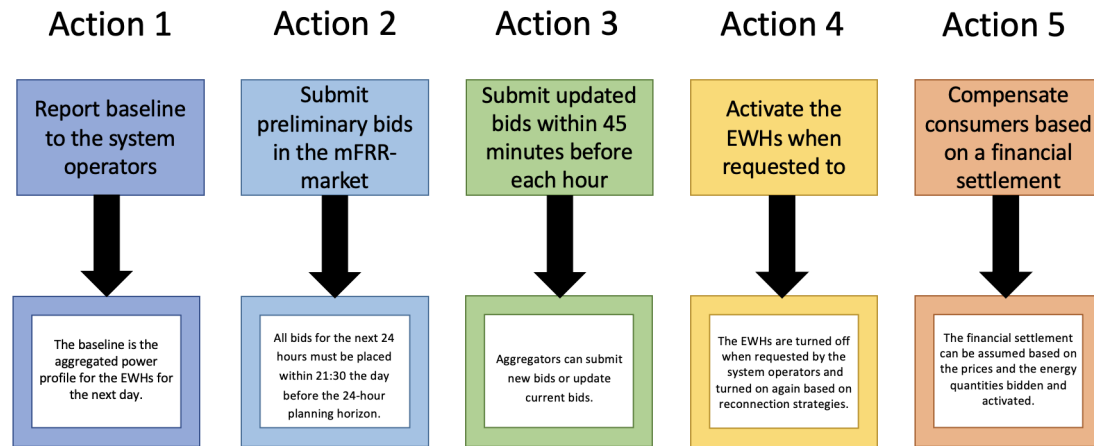 Action 1
Action 2
Action 3
Action 4
Action 5
Report baseline
to the system
operators
Submit
preliminary bids
in the mFRR-
market
Submit updated
bids within 45
minutes before
each hour
Activate the
EWHs when
requested to
Compensate
consumers based
on a financial
settlement
The baseline is the
aggregated power
profile for the EWHs for
the next day.
All bids for the next 24
hours must be placed
within 21:30 the day
before the 24-hour
planning horizon.
Aggregators can submit
new bids or update
current bids.
The EWHs are turned off
when requested by the
system operators and
turned on again based on
reconnection strategies.
The financial settlement
can be assumed based on
the prices and the energy
quantities bidden and
activated.